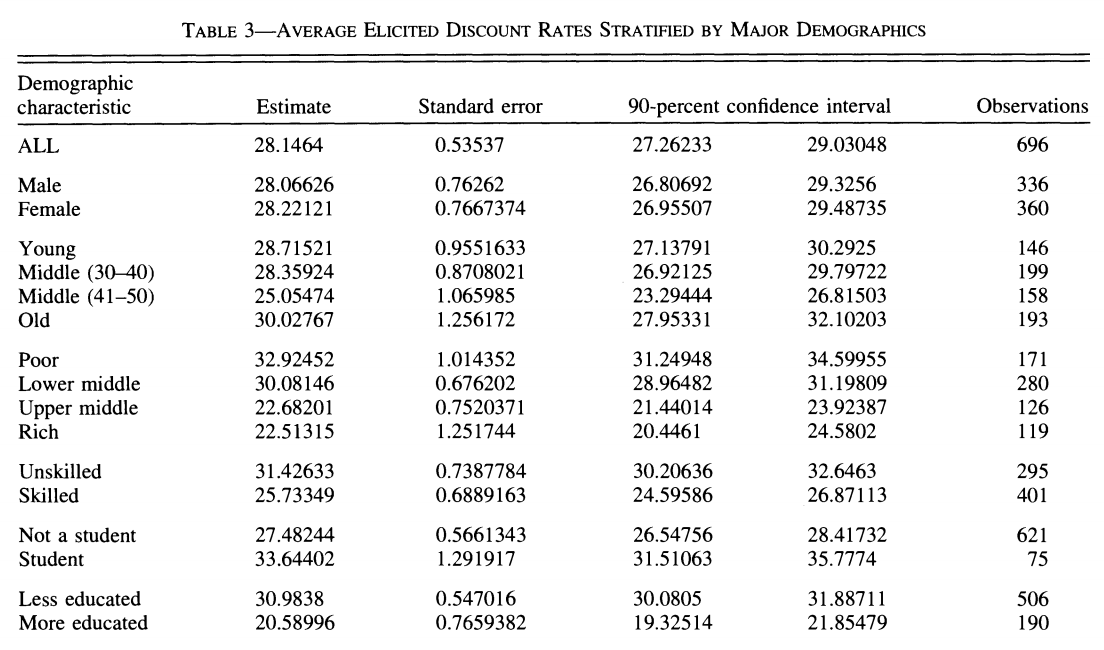 TABLE 3—AVERAGE ELICITED DISCOUNT RATES STRATIFIED BY MAJOR DEMOGRAPHICS
Demographic
characteristic Estimate Standard error 90-percent confidence interval Observations
ALL 28.1464 0.53537 27.26233 29.03048 696
Male 28.06626 0.76262 26.80692 29.3256 336
Female 28.22121 0.7667374 26.95507 29.48735 360
Young 28.71521 0.9551633 27.13791 30.2925 146
Middle (30–40) 28.35924 0.8708021 26.92125 29.79722 199
Middle (41–50) 25.05474 1.065985 23.29444 26.81503 158
Old 30.02767 1.256172 27.95331 32.10203 193
Poor 32.92452 1.014352 31.24948 34.59955 171
Lower middle 30.08146 0.676202 28.96482 31.19809 280
Upper middle 22.68201 0.7520371 21.44014 23.92387 126
Rich 22.51315 1.251744 20.4461 24.5802 119
Unskilled 31.42633 0.7387784 30.20636 32.6463 295
Skilled 25.73349 0.6889163 24.59586 26.87113 401
Not a student 27.48244 0.5661343 26.54756 28.41732 621
Student 33.64402 1.291917 31.51063 35.7774 75
Less educated 30.9838 0.547016 30.0805 31.88711 506
More educated 20.58996 0.7659382 19.32514 21.85479 190